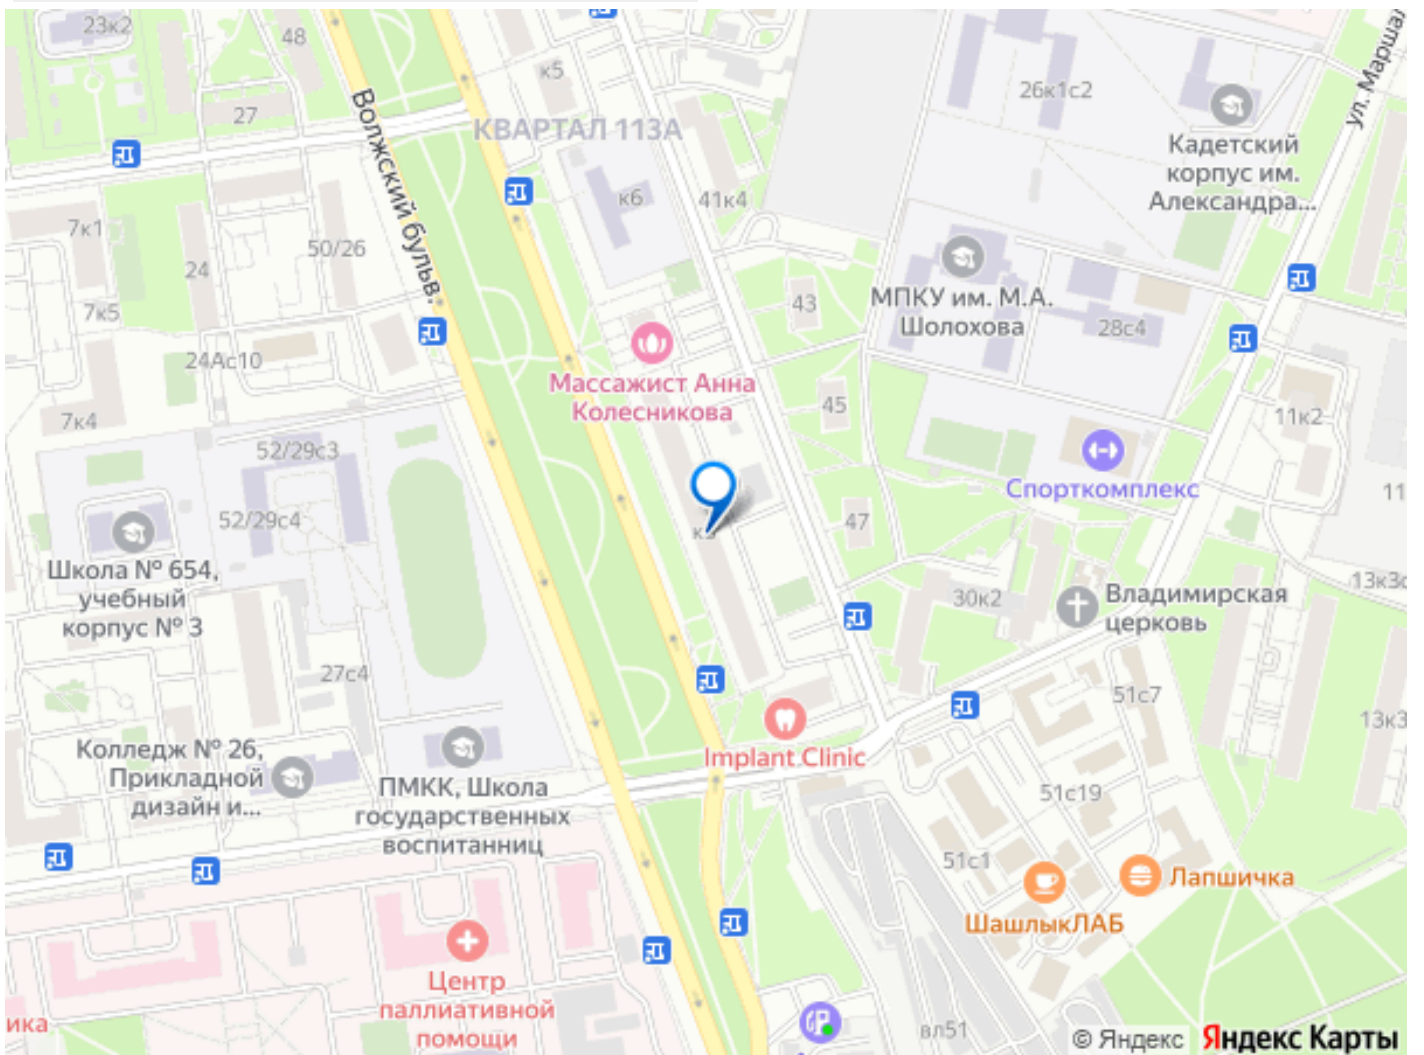 23к2
48
к5
27
КВАРТАЛ 113А
26к1с2
ул. Маршал
Волжский бульв.
Кадетский
корпус им.
Александра...
к6
41к4
7к1
50/26
24
7к5
43
МПКУ им. М.А.
Шолохова
28с4
24Ас10
Массажист Анна
Колесникова
7к4
45
11к2
52/29с3
Спорткомплекс
11
52/29с4
47
Школа № 654,
учебный
корпус № 3
13к3с
30к2
Владимирская
церковь
27с4
51с7
13к3
Колледж № 26,
Прикладной
дизайн и...
Implant Clinic
ПМКК, Школа
государственных
воспитанниц
51с19
51с1
Лапшичка
ШашлыкЛАБ
Центр
паллиативной
помощи
ика
вл51
© Яндекс Яндекс Карты